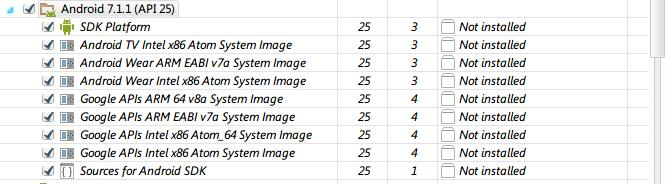 Android 7.1.1 (API 25)
SDK Platform 25 3 Not installed
Android TV Intel x86 Atom System Image 25 3 Not installed
Android Wear ARM EABI v7a System Image 25 3 Not installed
Android Wear Intel x86 Atom System Image 25 3 Not installed
Google APIs ARM 64 v8a System Image 25 4 Not installed
Google APIs ARM EABI v7a System Image 25 4 Not installed
Google APIs Intel x86 Atom_64 System Image 25 4 Not installed
Google APIs Intel x86 Atom System Image 25 4 Not installed
Sources for Android SDK 25 1 Not installed